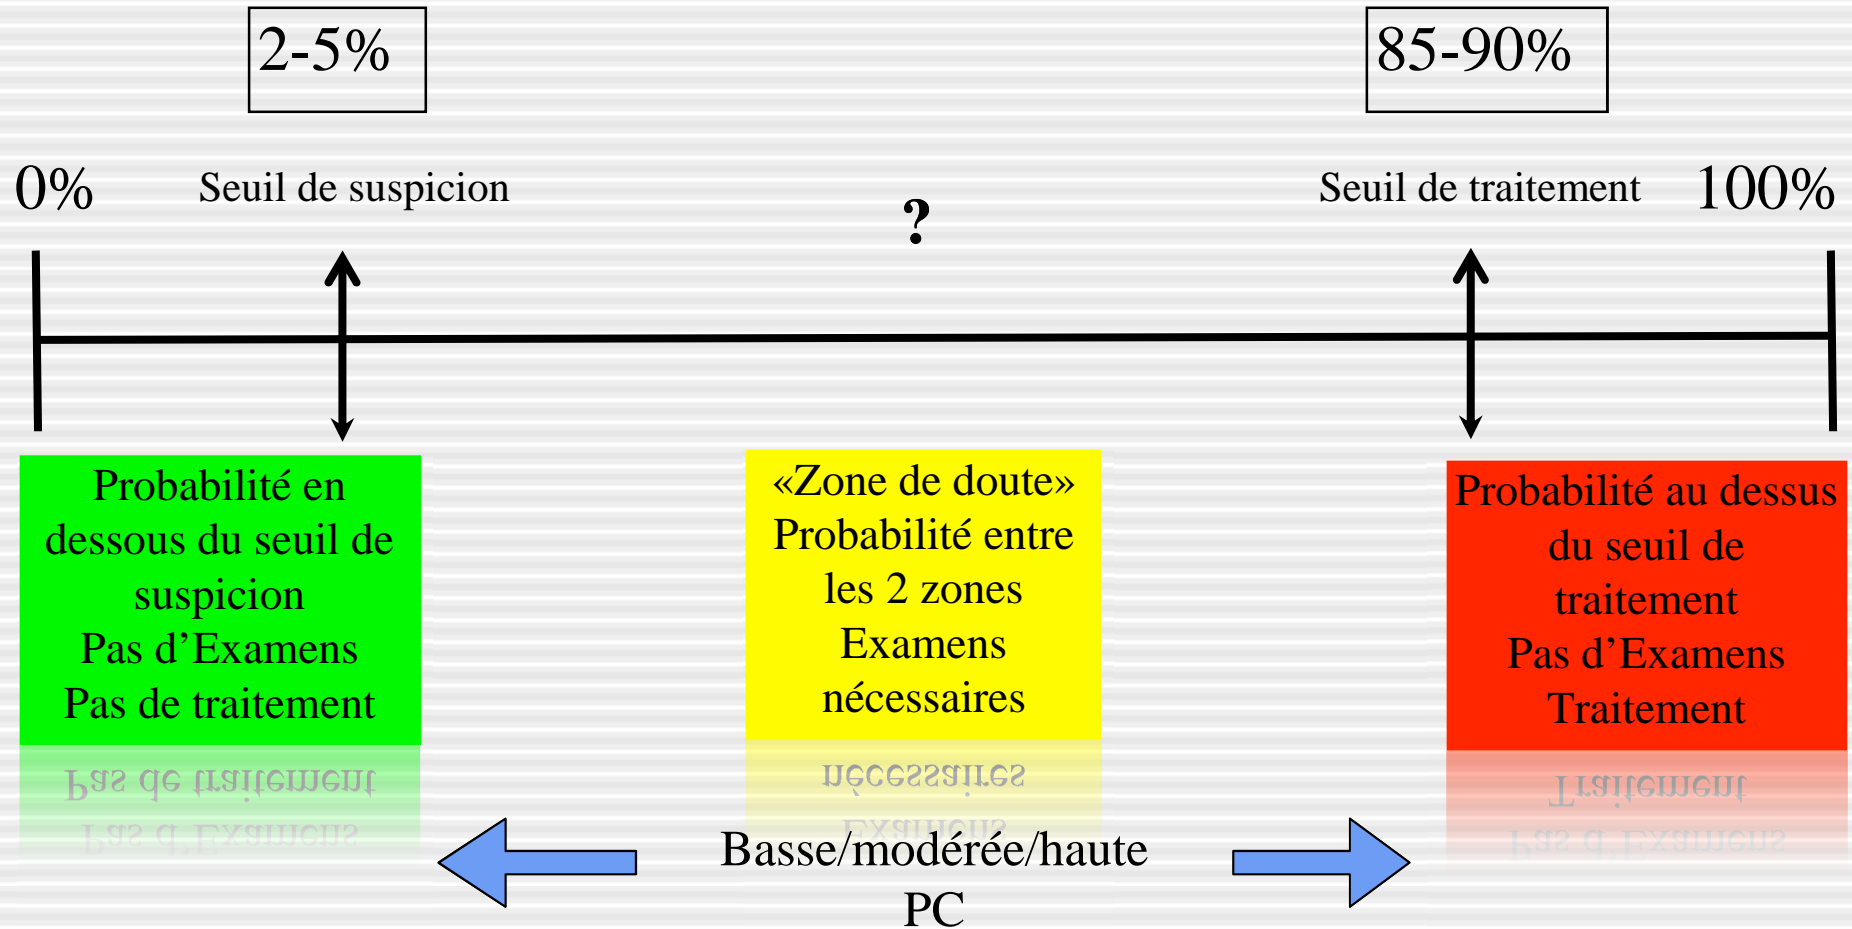 2-5%
85-90%
0%
Seuil de suspicion
?
Seuil de traitement
100%
Probabilité en
dessous du seuil de
suspicion
Pas d’Examens
Pas de traitement
«Zone de doute»
Probabilité entre
les 2 zones
Examens
nécessaires
Probabilité au dessus
du seuil de
traitement
Pas d’Examens
Traitement
Basse/modérée/haute
PC